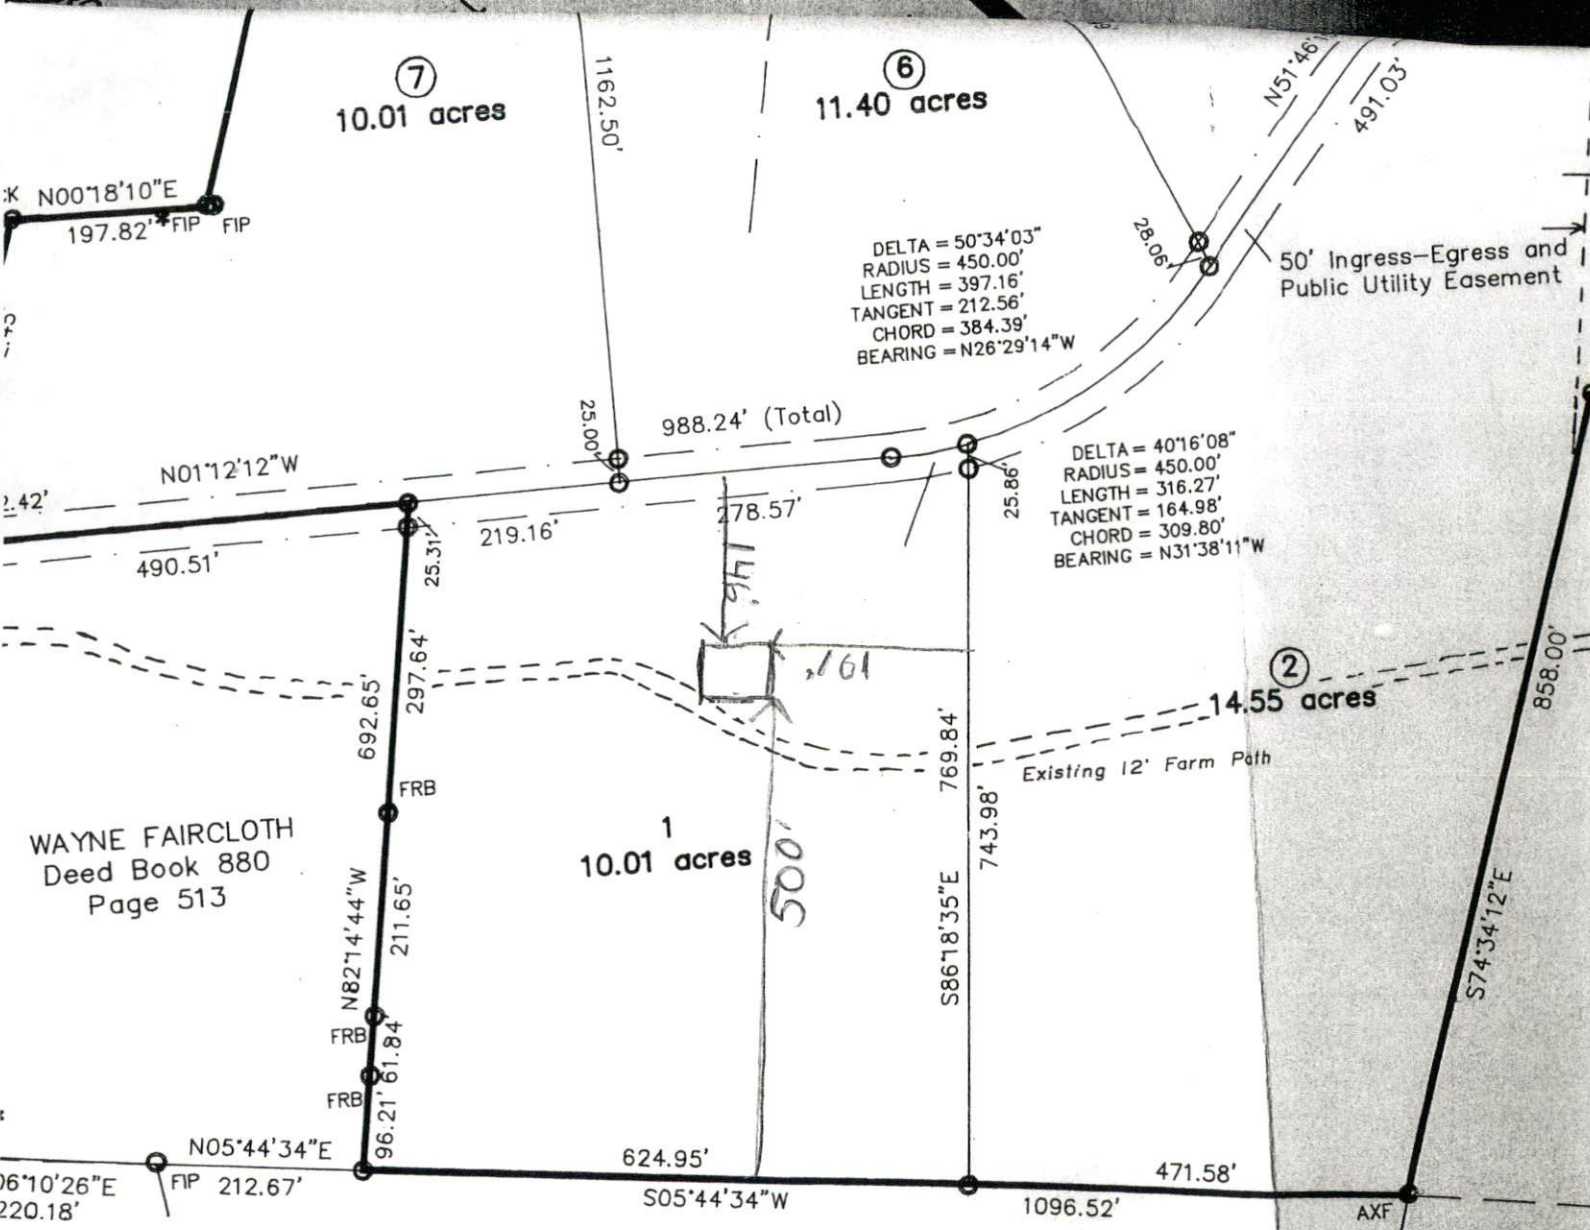 7
10.01 acres
1162.50'
6
11.40 acres
N51°46'
491.03'
N00°18'10"E
197.82'
*FIP
FIP
28.06'
50' Ingress-Egress and
Public Utility Easement
DELTA = 50°34'03"
RADIUS = 450.00'
LENGTH = 397.16'
TANGENT = 212.56'
CHORD = 384.39'
BEARING = N26°29'14"W
25.00'
988.24' (Total)
N01°12'12"W
2.42'
490.51'
25.31'
219.16'
278.57'
25.86'
DELTA = 40°16'08"
RADIUS = 450.00'
LENGTH = 316.27'
TANGENT = 164.98'
CHORD = 309.80'
BEARING = N31°38'11"W
146'
191'
297.64'
692.65'
2
14.55 acres
858.00'
769.84'
743.98'
Existing 12' Farm Path
FRB
WAYNE FAIRCLOTH
Deed Book 880
Page 513
1
10.01 acres
500'
N82°14'44"W
211.65'
S86°18'35"E
S74°34'12"E
FRB
61.84'
FRB
96.21'
N05°44'34"E
FIP
212.67'
06°10'26"E
220.18'
624.95'
S05°44'34"W
471.58'
1096.52'
AXF